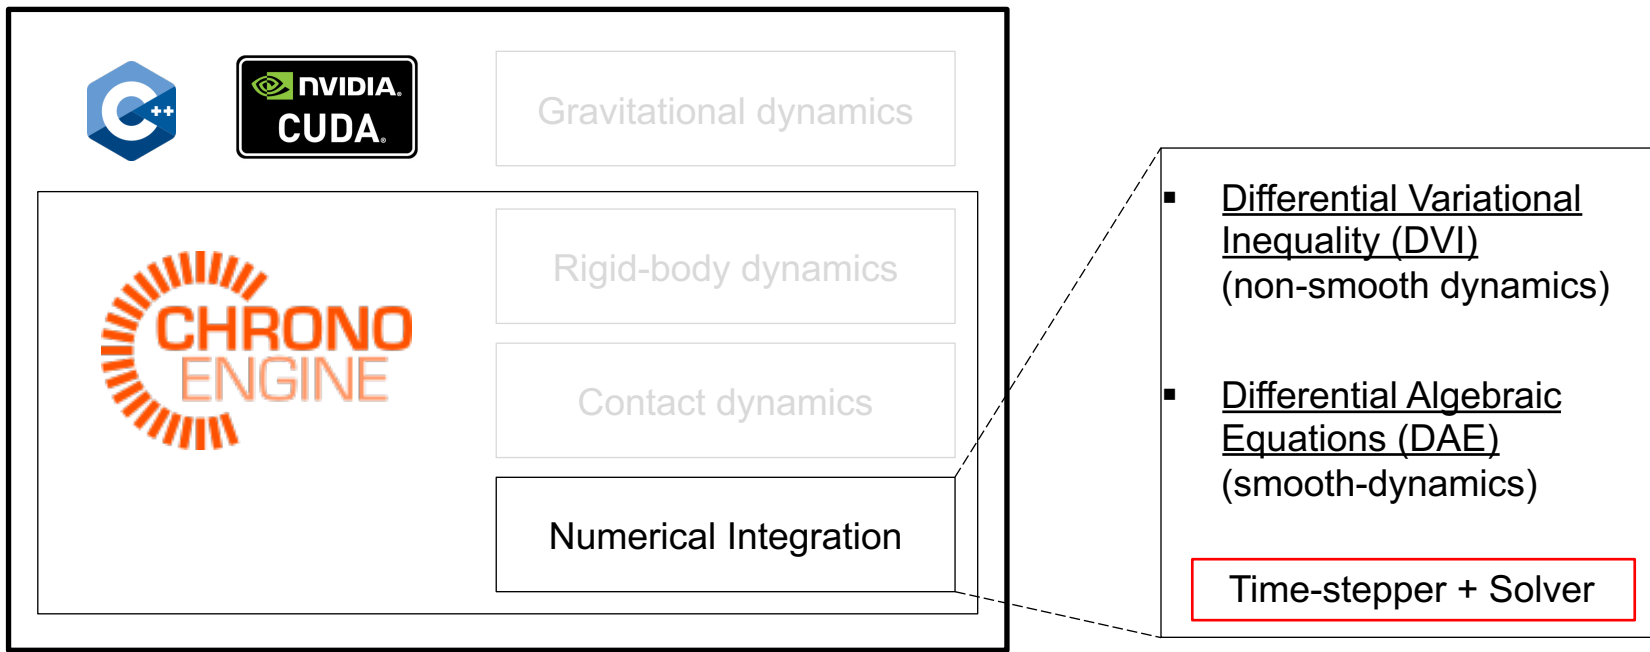 C++
NVIDIA.
CUDA.
Gravitational dynamics
CHRONO
ENGINE
Rigid-body dynamics
Contact dynamics
Numerical Integration
▪ Differential Variational
Inequality (DVI)
(non-smooth dynamics)
▪ Differential Algebraic
Equations (DAE)
(smooth-dynamics)
Time-stepper + Solver